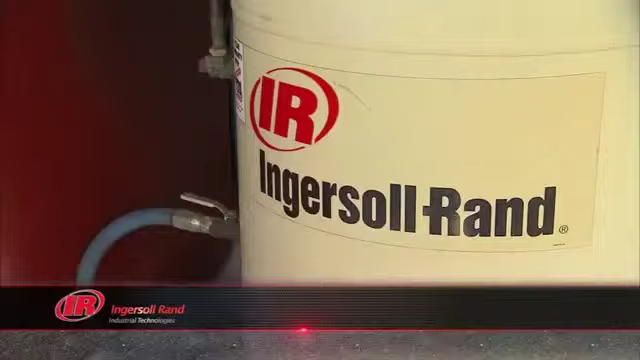 IR
Ingersoll-Rand®
IR
Ingersoll Rand
Industrial Technologies